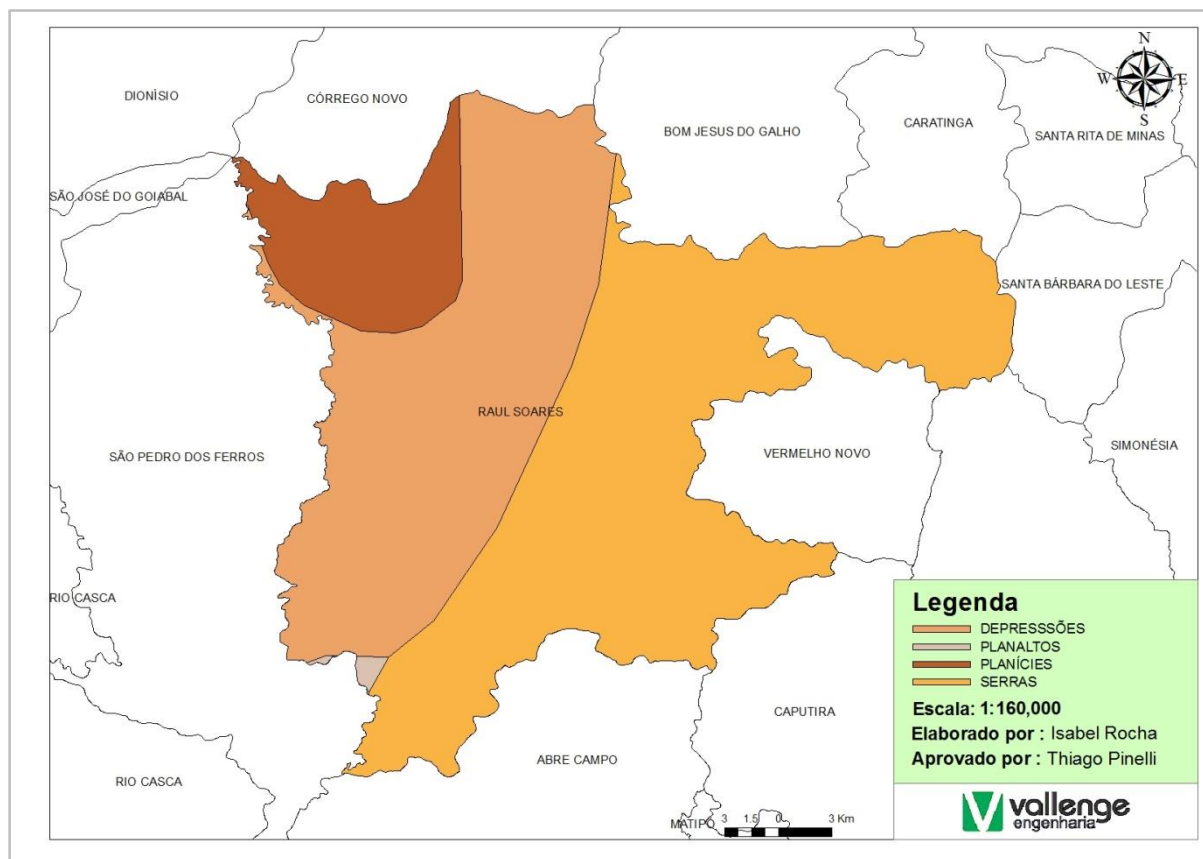 N
W E
S
DIONÍSIO
CÔRREGO NOVO
BOM JESUS DO GALHO
CARATINGA
SANTA RITA DE MINAS
SÃO JOSÉ DO GOIABAL
SANTA BÁRBARA DO LESTE
RAUL SOARES
SIMONÉSIA
SÃO PEDRO DOS FERROS
VERMELHO NOVO
RIO CASCA
CAPUTIRA
ABRE CAMPO
RIO CASCA
MATIPÓ
3 1.5 0 3 Km
Legenda
DEPRESSSÕES
PLANALTOS
PLANÍCIES
SERRAS
Escala: 1:160,000
Elaborado por : Isabel Rocha
Aprovado por : Thiago Pinelli
vallenge
engenharia